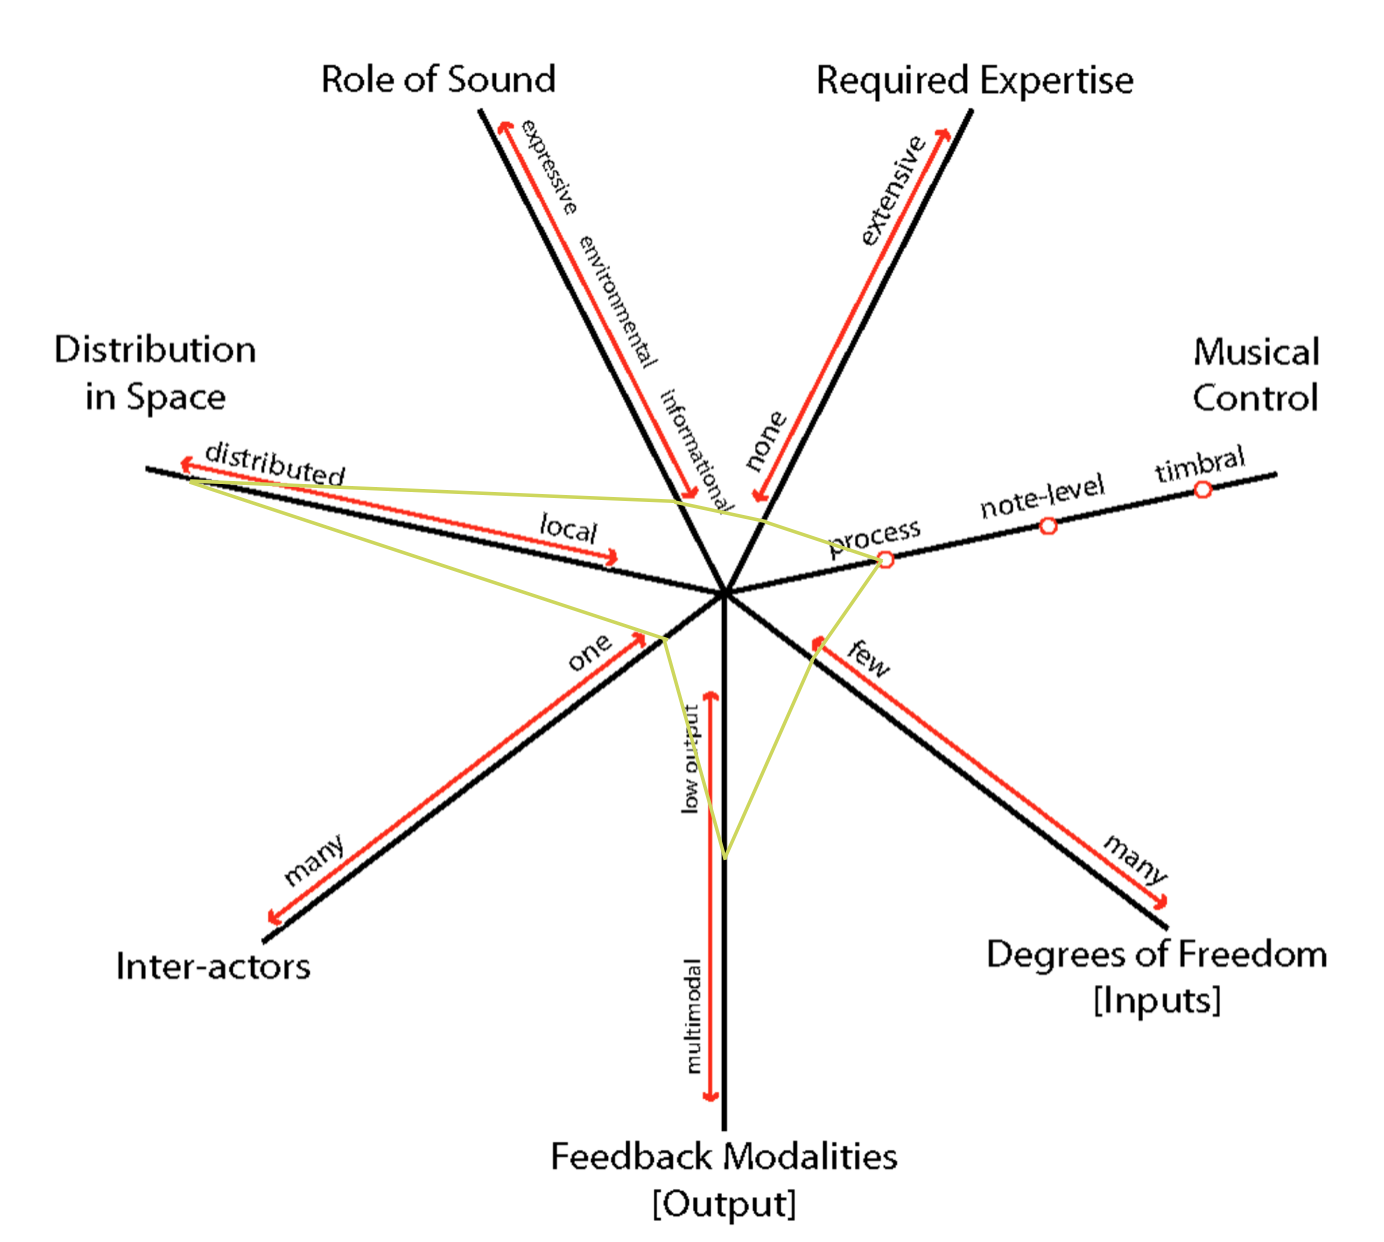 Role of Sound
Required Expertise
expressive
environmental
informational
extensive
none
Distribution
in Space
Musical
Control
distributed
local
process
note-level
timbral
one
many
few
many
low output
multimodal
Inter-actors
Degrees of Freedom
[Inputs]
Feedback Modalities
[Output]